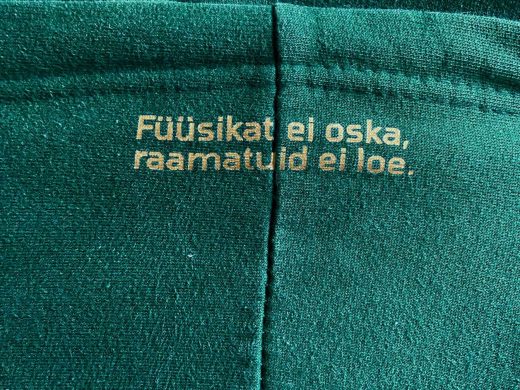 Füüsikat ei oska,
raamatuid ei loe.